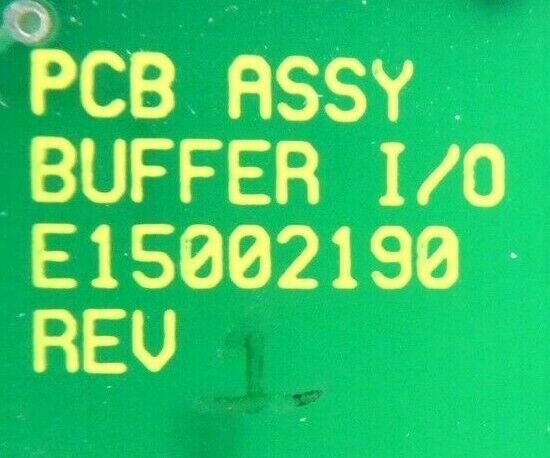 PCB ASSY
BUFFER I/O
E15002190
REV 1